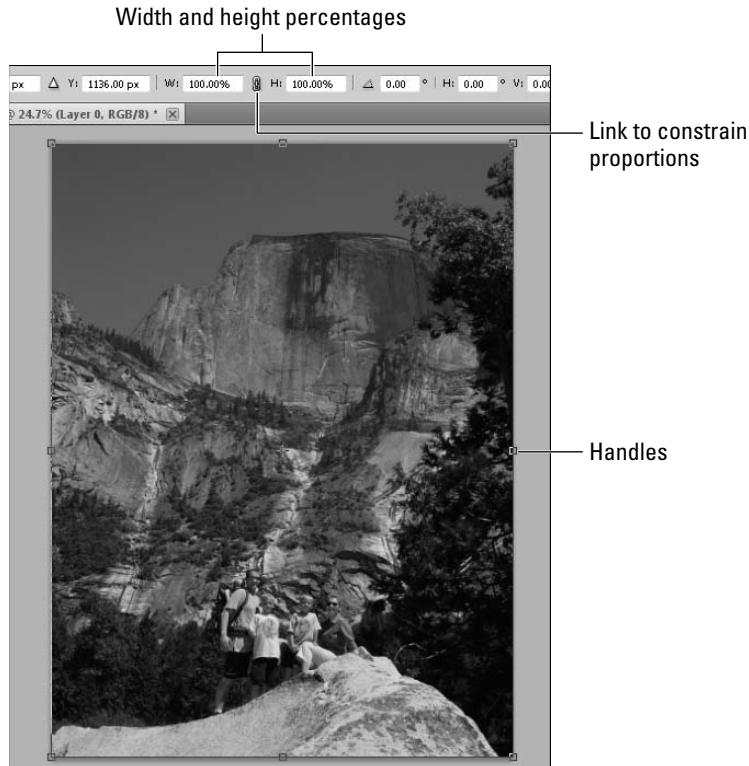 Width and height percentages
px △ Y: 1136.00 px W: 100.00% H: 100.00% 0.00 ° H: 0.00 ° V: 0.00
24.7% (Layer 0, RGB/8) *
Link to constrain
proportions
Handles